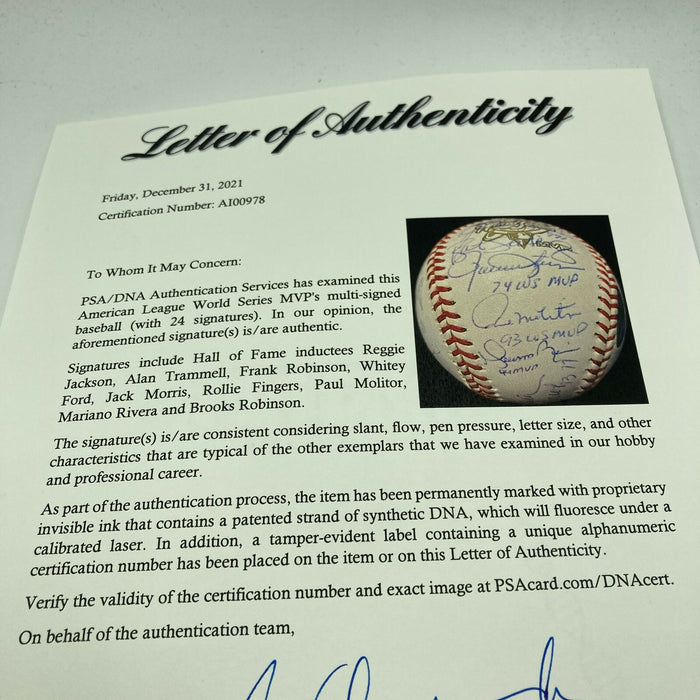 Letter of Authenticity
Friday, December 31, 2021
Certification Number: AI00978
To Whom It May Concern:
PSA/DNA Authentication Services has examined this
American League World Series MVP's multi-signed
baseball (with 24 signatures). In our opinion, the
aforementioned signature(s) is/are authentic.
Signatures include Hall of Fame inductees Reggie
Jackson, Alan Trammell, Frank Robinson, Whitey
Ford, Jack Morris, Rollie Fingers, Paul Molitor,
Mariano Rivera and Brooks Robinson.
74 WS MVP
93 WS MVP
The signature(s) is/are consistent considering slant, flow, pen pressure, letter size, and other
characteristics that are typical of the other exemplars that we have examined in our hobby
and professional career.
As part of the authentication process, the item has been permanently marked with proprietary
invisible ink that contains a patented strand of synthetic DNA, which will fluoresce under a
calibrated laser. In addition, a tamper-evident label containing a unique alphanumeric
certification number has been placed on the item or on this Letter of Authenticity.
Verify the validity of the certification number and exact image at PSAcard.com/DNAcert.
On behalf of the authentication team,